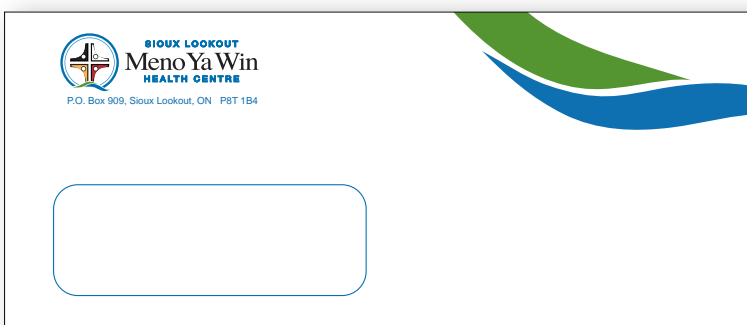 SIOUX LOOKOUT
Meno Ya Win
HEALTH CENTRE
P.O. Box 909, Sioux Lookout, ON P8T 1B4